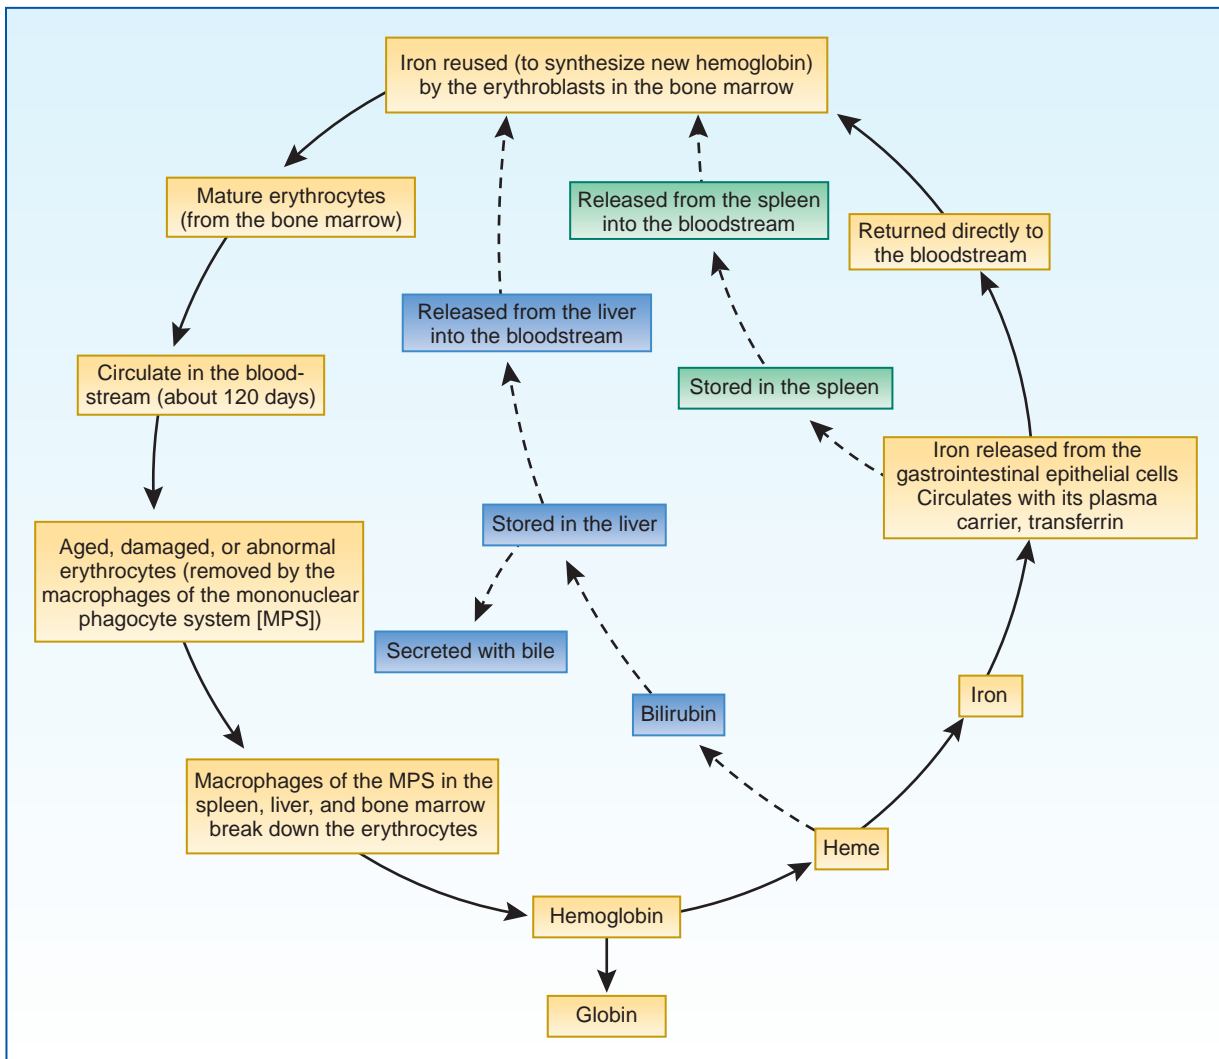 Iron reused (to synthesize new hemoglobin)
by the erythroblasts in the bone marrow
Mature erythrocytes
(from the bone marrow)
Released from the spleen
into the bloodstream
Returned directly to
the bloodstream
Released from the liver
into the bloodstream
Circulate in the blood-
stream (about 120 days)
Stored in the spleen
Iron released from the
gastrointestinal epithelial cells
Circulates with its plasma
carrier, transferrin
Stored in the liver
Aged, damaged, or abnormal
erythrocytes (removed by the
macrophages of the mononuclear
phagocyte system [MPS])
Secreted with bile
Iron
Bilirubin
Macrophages of the MPS in the
spleen, liver, and bone marrow
break down the erythrocytes
Heme
Hemoglobin
Globin